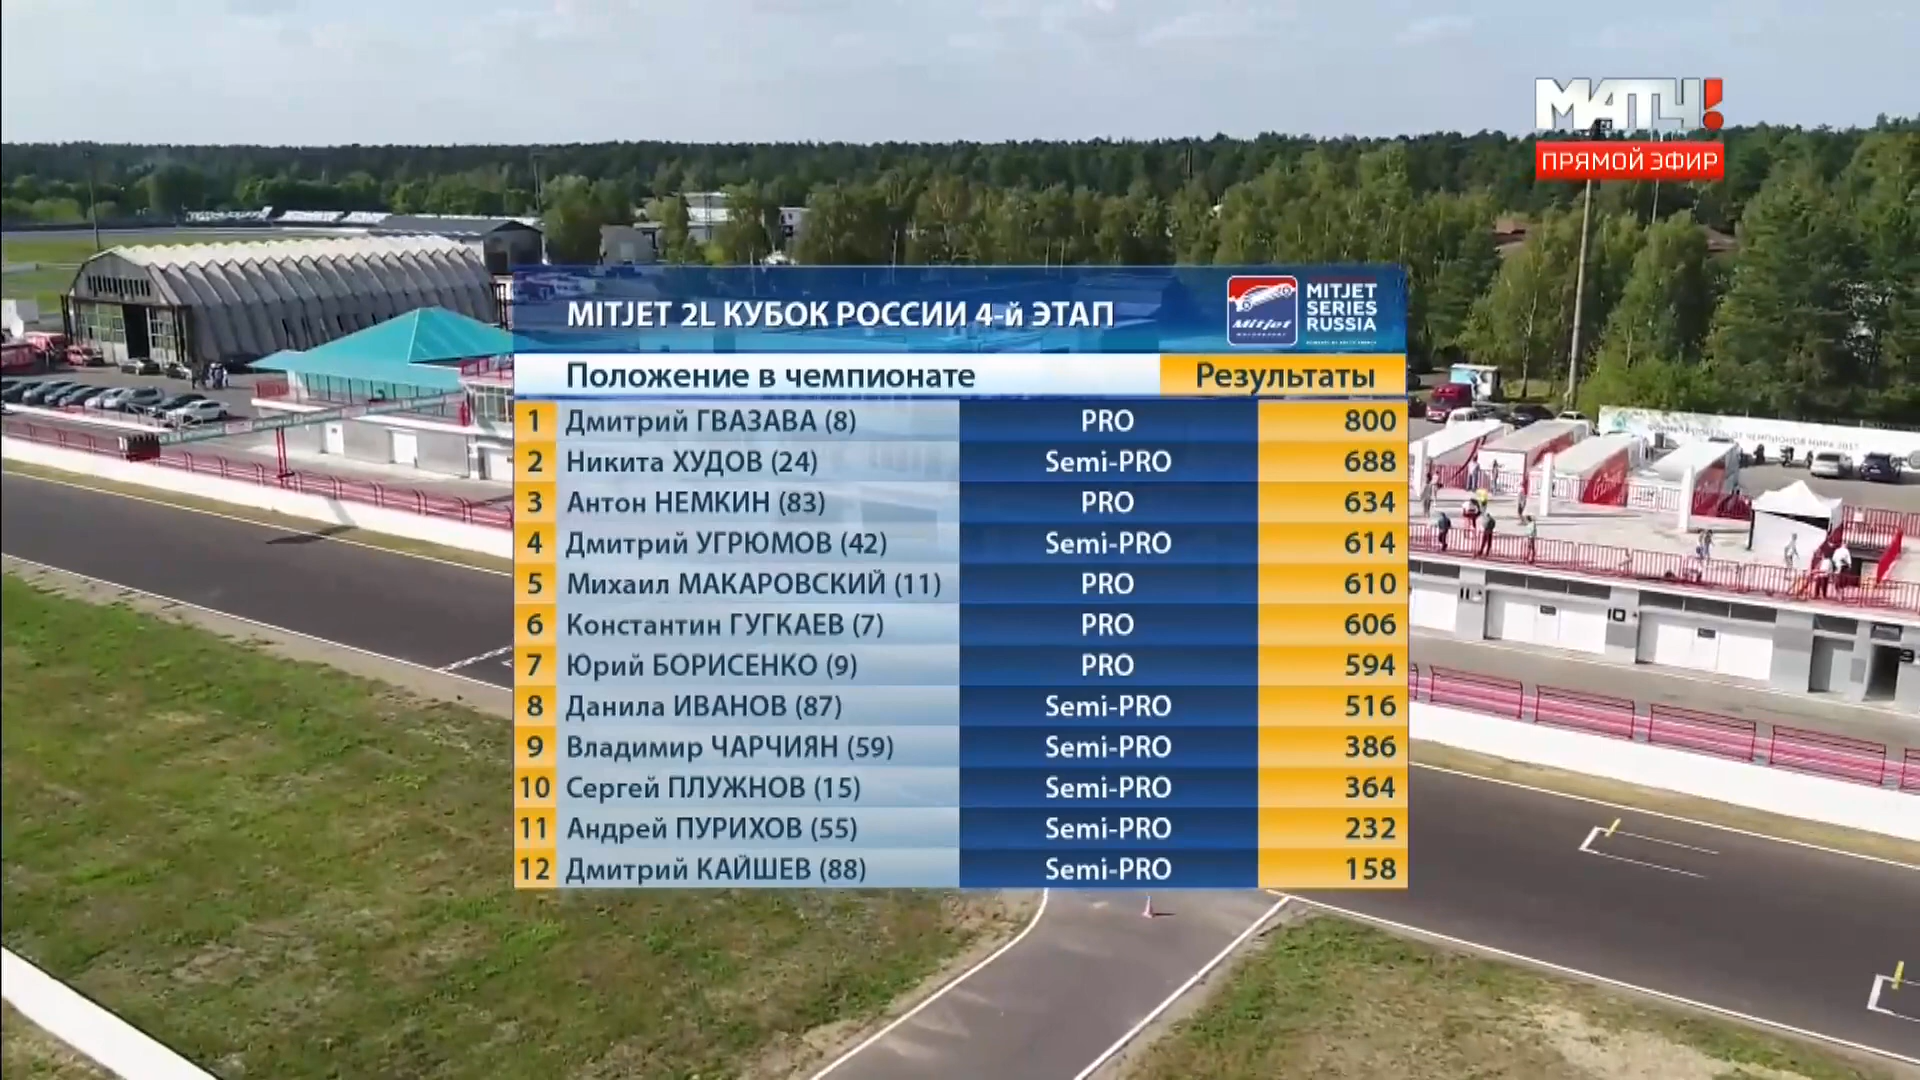 МАТЧ!
ПРЯМОЙ ЭФИР
MITJET 2L КУБОК РОССИИ 4-й ЭТАП
Mitjet
MITJET
SERIES
RUSSIA
Положение в чемпионате Результаты
1 Дмитрий ГВАЗАВА (8) PRO 800
2 Никита ХУДОВ (24) Semi-PRO 688
3 Антон НЕМКИН (83) PRO 634
4 Дмитрий УГРЮМОВ (42) Semi-PRO 614
5 Михаил МАКАРОВСКИЙ (11) PRO 610
6 Константин ГУГКАЕВ (7) PRO 606
7 Юрий БОРИСЕНКО (9) PRO 594
8 Данила ИВАНОВ (87) Semi-PRO 516
9 Владимир ЧАРЧИЯН (59) Semi-PRO 386
10 Сергей ПЛУЖНОВ (15) Semi-PRO 364
11 Андрей ПУРИХОВ (55) Semi-PRO 232
12 Дмитрий КАЙШЕВ (88) Semi-PRO 158
11
10
9